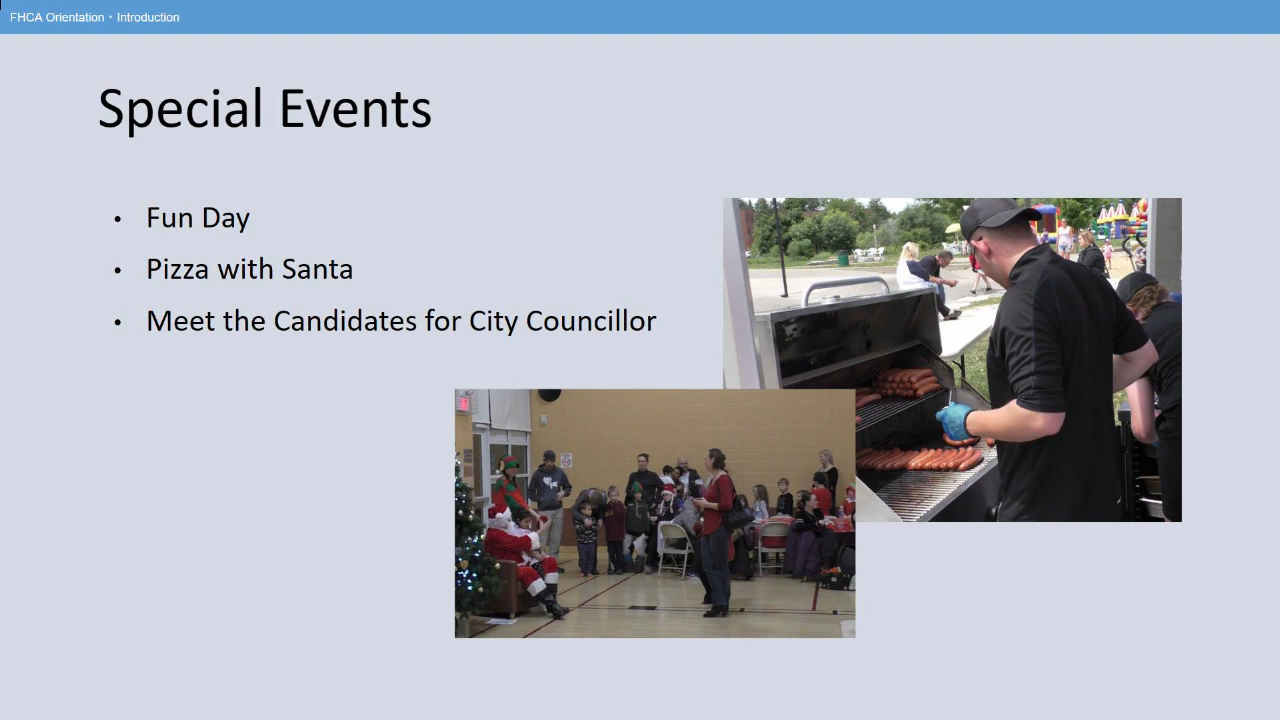 FHCA Orientation · Introduction
Special Events
• Fun Day
• Pizza with Santa
• Meet the Candidates for City Councillor